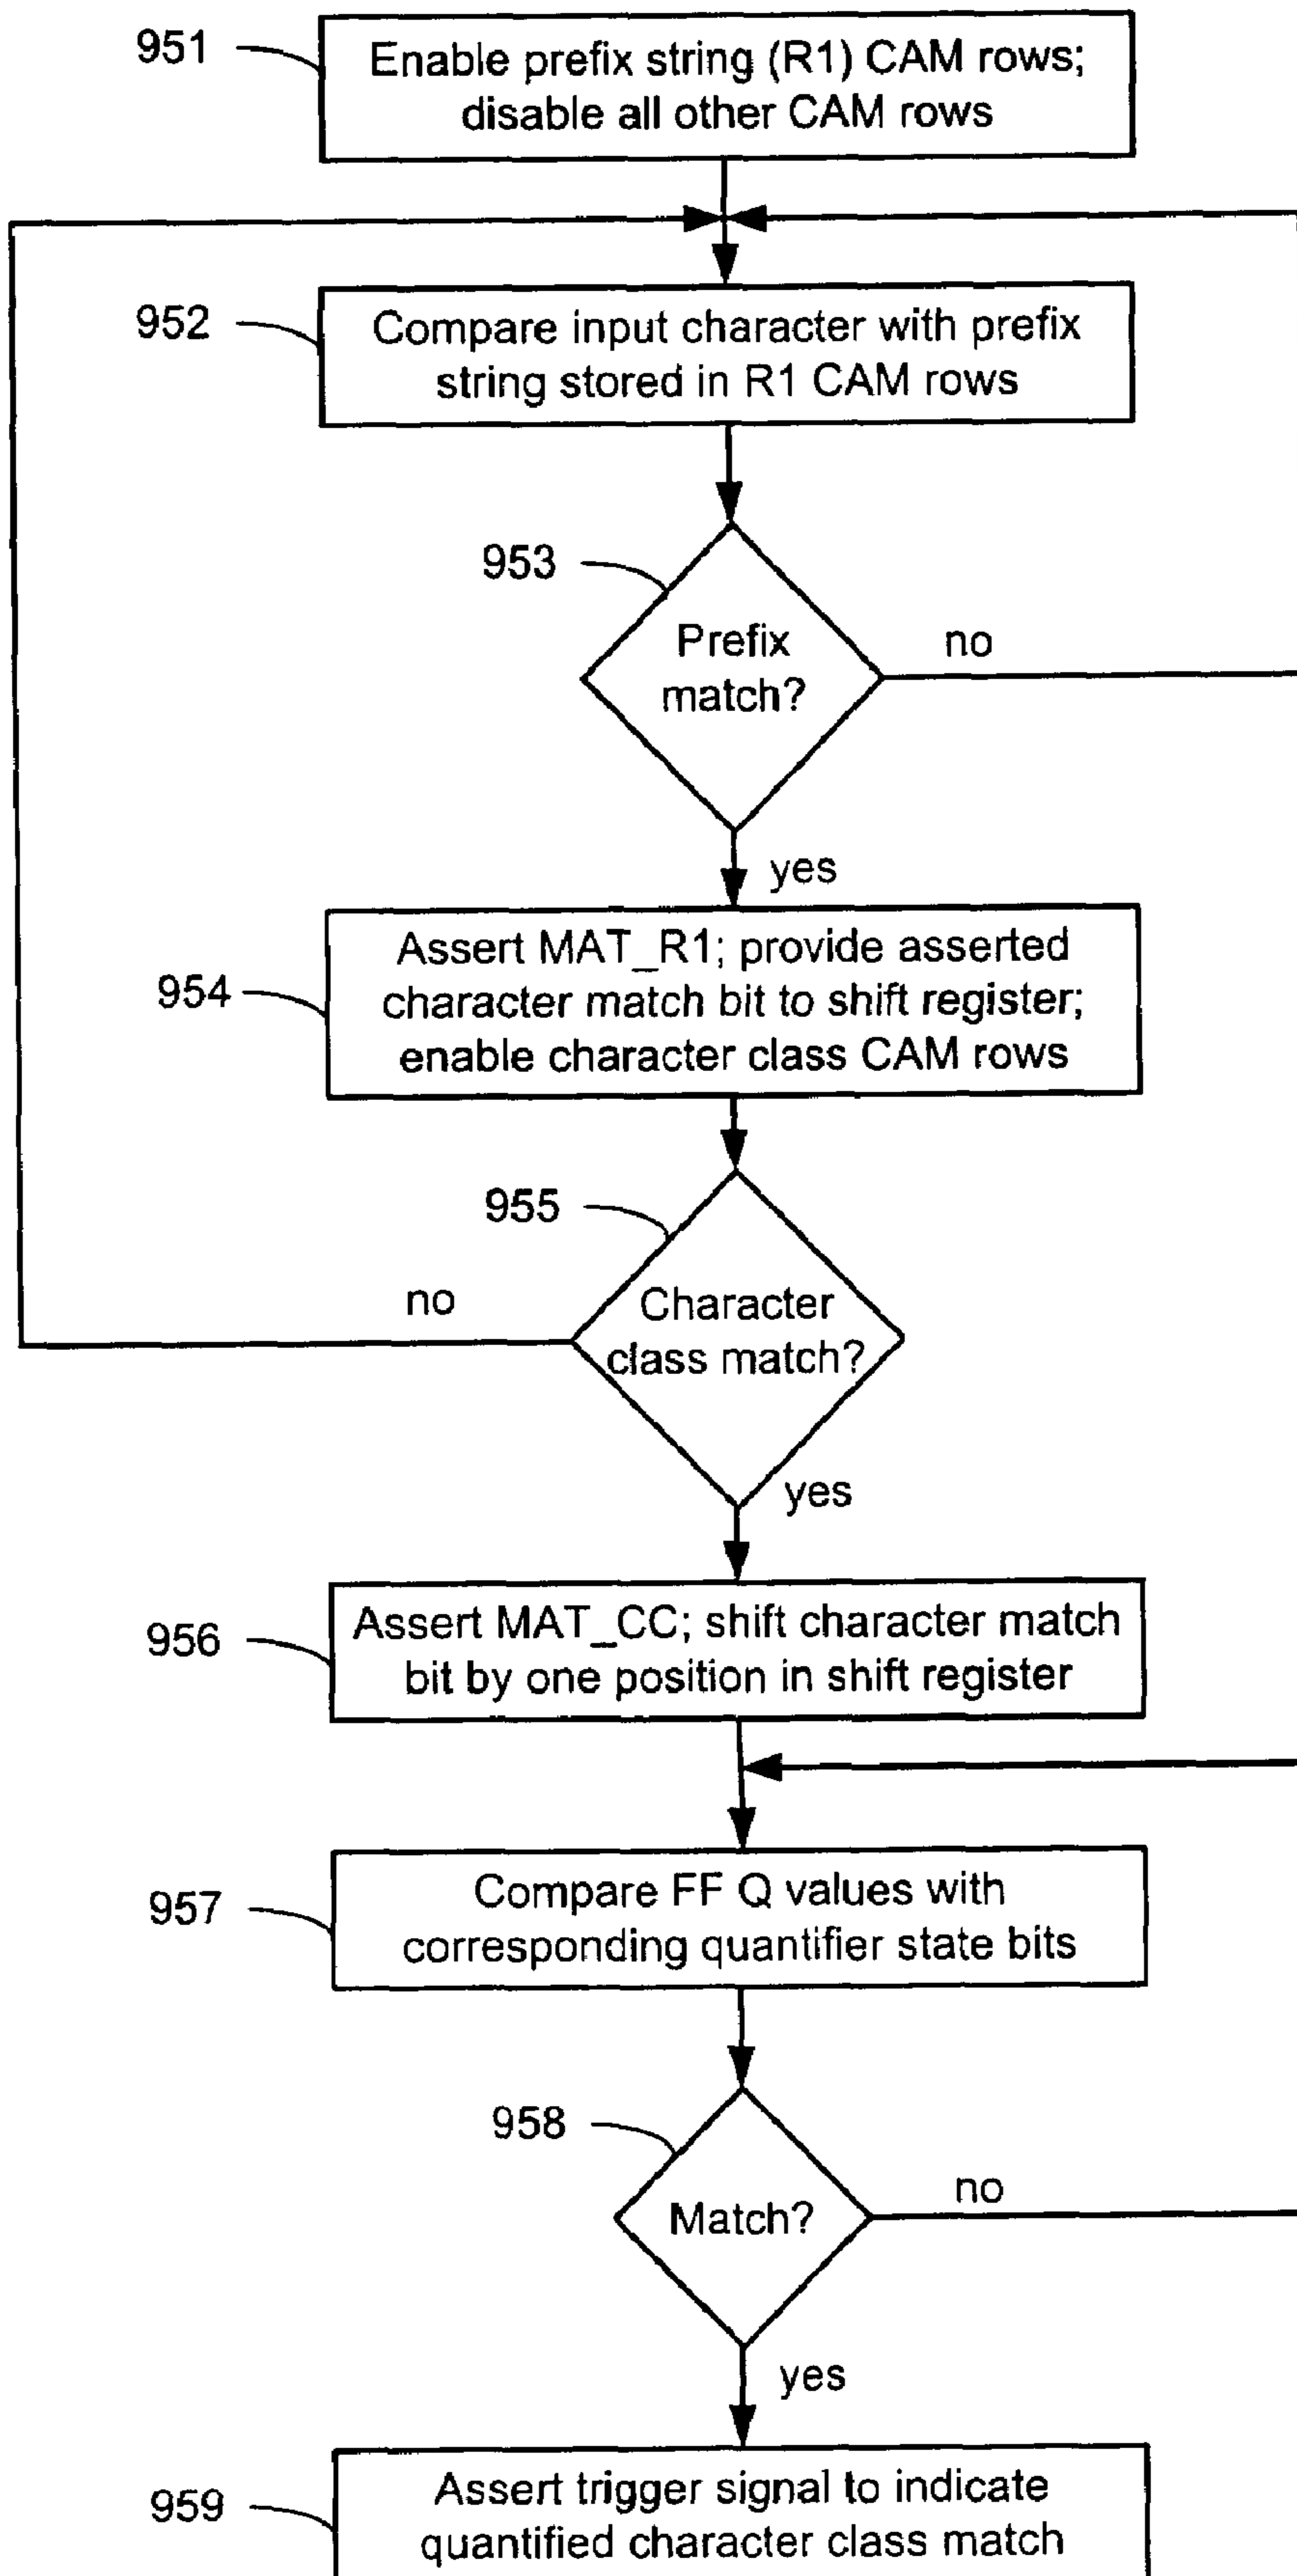 951
Enable prefix string (R1) CAM rows;
disable all other CAM rows
952
Compare input character with prefix
string stored in R1 CAM rows
953
Prefix
match?
no
yes
954
Assert MAT_R1; provide asserted
character match bit to shift register;
enable character class CAM rows
955
no
Character
class match?
yes
956
Assert MAT_CC; shift character match
bit by one position in shift register
957
Compare FF Q values with
corresponding quantifier state bits
958
Match?
no
yes
959
Assert trigger signal to indicate
quantified character class match